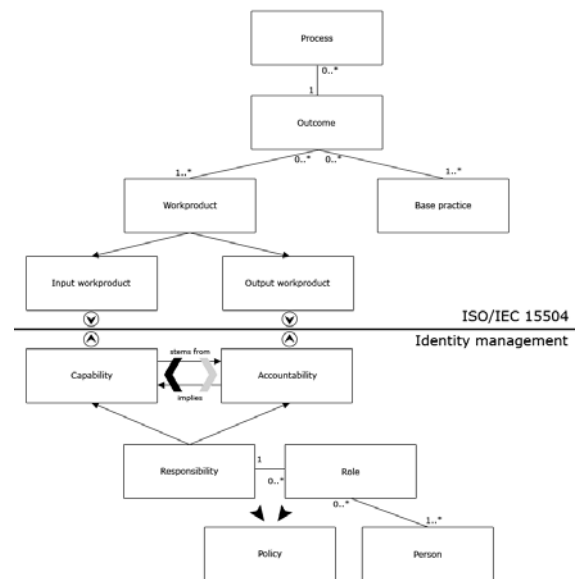 Process
0..*
1
Outcome
0..* 0..*
1..* 1..*
Workproduct Base practice
Input workproduct Output workproduct
ISO/IEC 15504
Identity management
stems from
Capability Accountability
implies
Responsibility 1 0..* Role
0..* 1..*
Policy Person